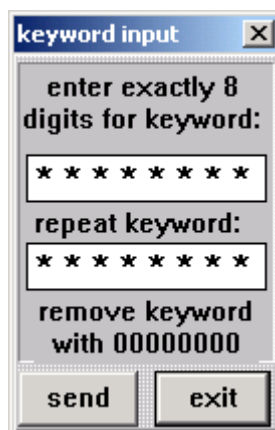 keyword input
enter exactly 8
digits for keyword:
* * * * * * * *
repeat keyword:
* * * * * * * *
remove keyword
with 00000000
send exit